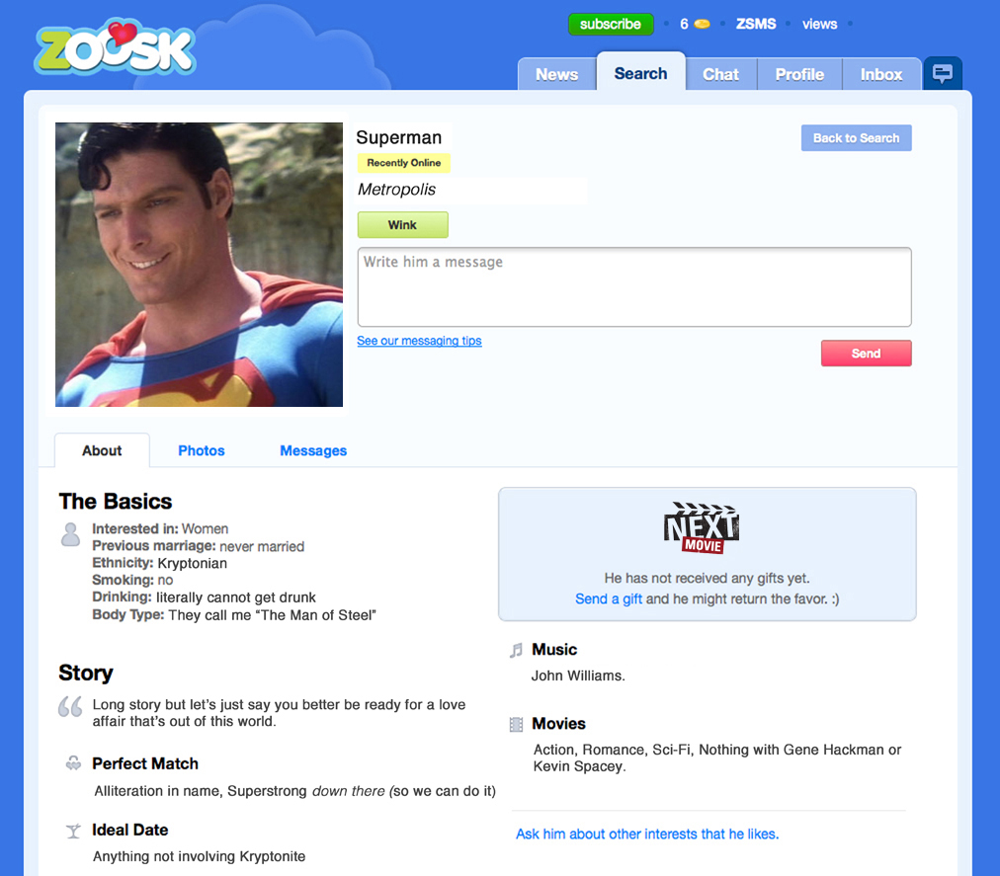 ZOOSK
subscribe 6 ZSMS views
News Search Chat Profile Inbox
Superman
Back to Search
Recently Online
Metropolis
Wink
Write him a message
See our messaging tips
Send
About Photos Messages
The Basics
Interested in: Women
Previous marriage: never married
Ethnicity: Kryptonian
Smoking: no
Drinking: literally cannot get drunk
Body Type: They call me “The Man of Steel”
Story
Long story but let’s just say you better be ready for a love
affair that’s out of this world.
Perfect Match
Alliteration in name, Superstrong down there (so we can do it)
Ideal Date
Anything not involving Kryptonite
NEXT
MOVIE
He has not received any gifts yet.
Send a gift and he might return the favor. :)
Music
John Williams.
Movies
Action, Romance, Sci-Fi, Nothing with Gene Hackman or
Kevin Spacey.
Ask him about other interests that he likes.